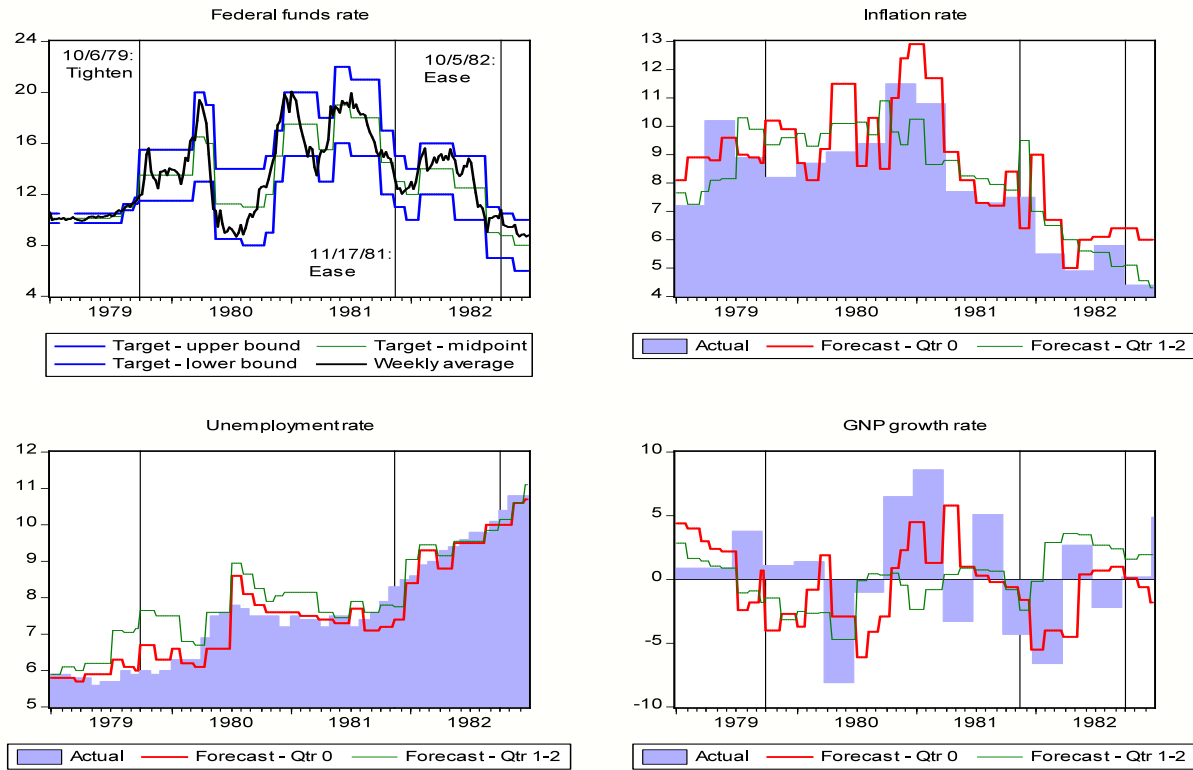 Federal funds rate
24
20
16
12
8
4
10/6/79:
Tighten
10/5/82:
Ease
11/17/81:
Ease
1979 1980 1981 1982
Target - upper bound Target - midpoint
Target - lower bound Weekly average
Inflation rate
13
12
11
10
9
8
7
6
5
4
1979 1980 1981 1982
Actual Forecast - Qtr 0 Forecast - Qtr 1-2
Unemployment rate
12
11
10
9
8
7
6
5
1979 1980 1981 1982
Actual Forecast - Qtr 0 Forecast - Qtr 1-2
GNP growth rate
10
5
0
-5
-10
1979 1980 1981 1982
Actual Forecast - Qtr 0 Forecast - Qtr 1-2